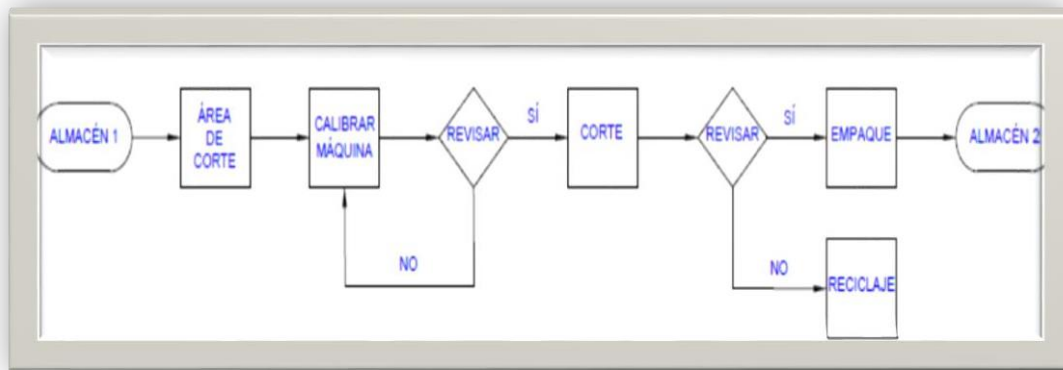 ALMACÉN 1
ÁREA
DE
CORTE
CALIBRAR
MÁQUINA
REVISAR
SÍ
NO
CORTE
REVISAR
SÍ
NO
EMPAQUE
RECICLAJE
ALMACÉN 2